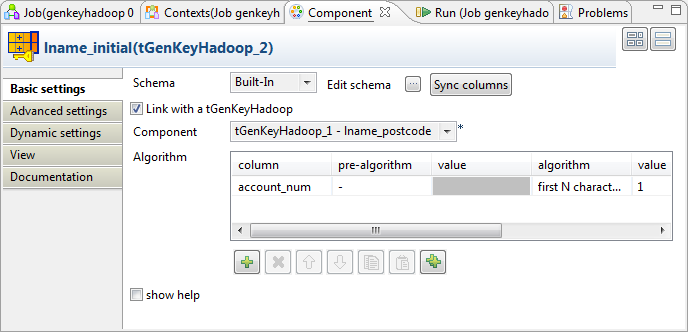 Job(genkeyhadoop 0
Contexts(Job genkeyh
Component
Run (Job genkeyhado
Problems
lname_initial(tGenKeyHadoop_2)
Basic settings
Advanced settings
Dynamic settings
View
Documentation
Schema Built-In Edit schema ... Sync columns
Link with a tGenKeyHadoop
Component tGenKeyHadoop_1 - lname_postcode *
Algorithm
column pre-algorithm value algorithm value
account_num - first N charact... 1
show help